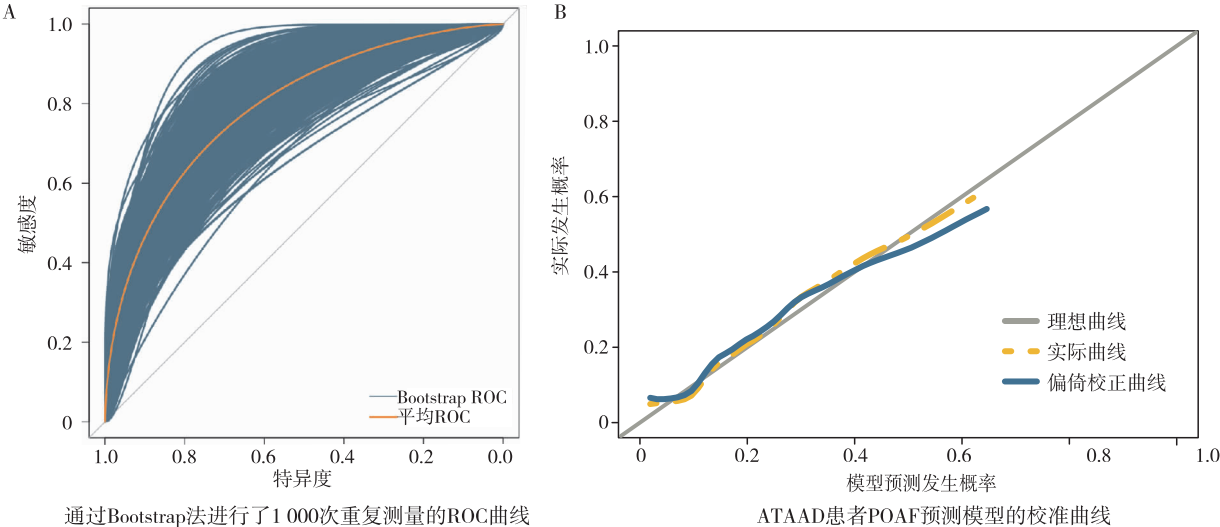 A
1.0
0.8
0.6
0.4
0.2
0
敏感度
1.0
0.8
0.6
0.4
0.2
0.0
特异度
Bootstrap ROC
平均ROC
通过Bootstrap法进行了1 000次重复测量的ROC曲线
B
1.0
0.8
0.6
0.4
0.2
0
实际发生概率
0
0.2
0.4
0.6
0.8
1.0
模型预测发生概率
理想曲线
实际曲线
偏倚校正曲线
ATAAD患者POAF预测模型的校准曲线